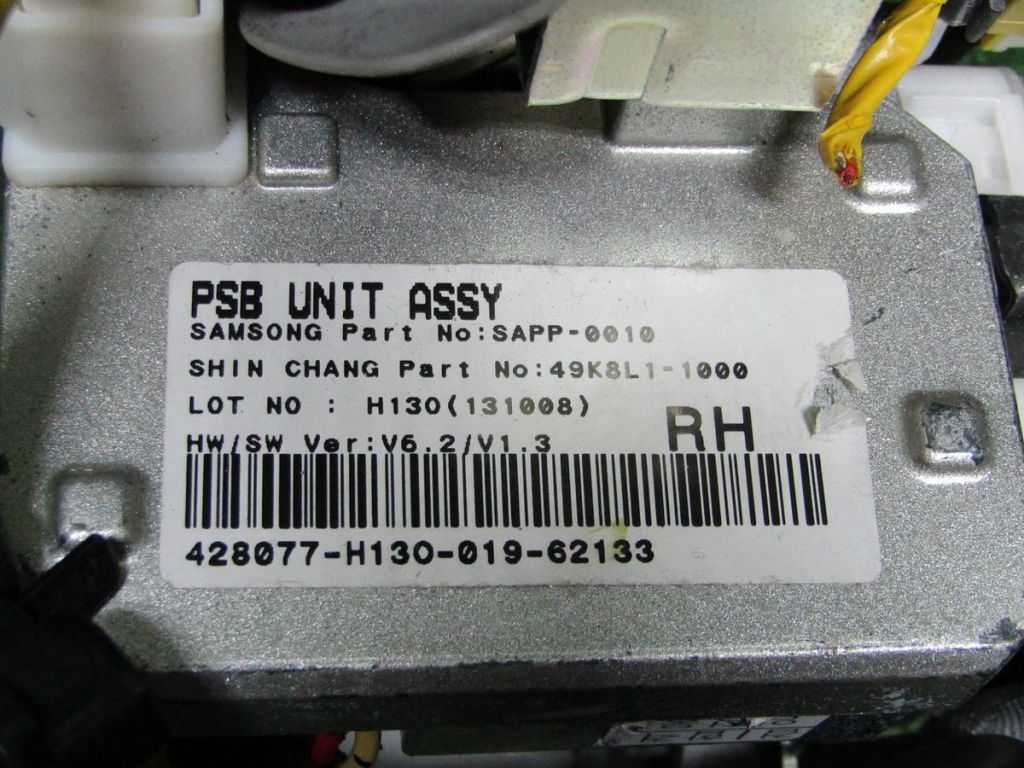 PSB UNIT ASSY
SAMSONG Part No:SAPP-0010
SHIN CHANG Part No:49K8L1-1000
LOT NO : H130(131008)
HW/SW Ver:V6.2/V1.3
RH
428077-H130-019-62133